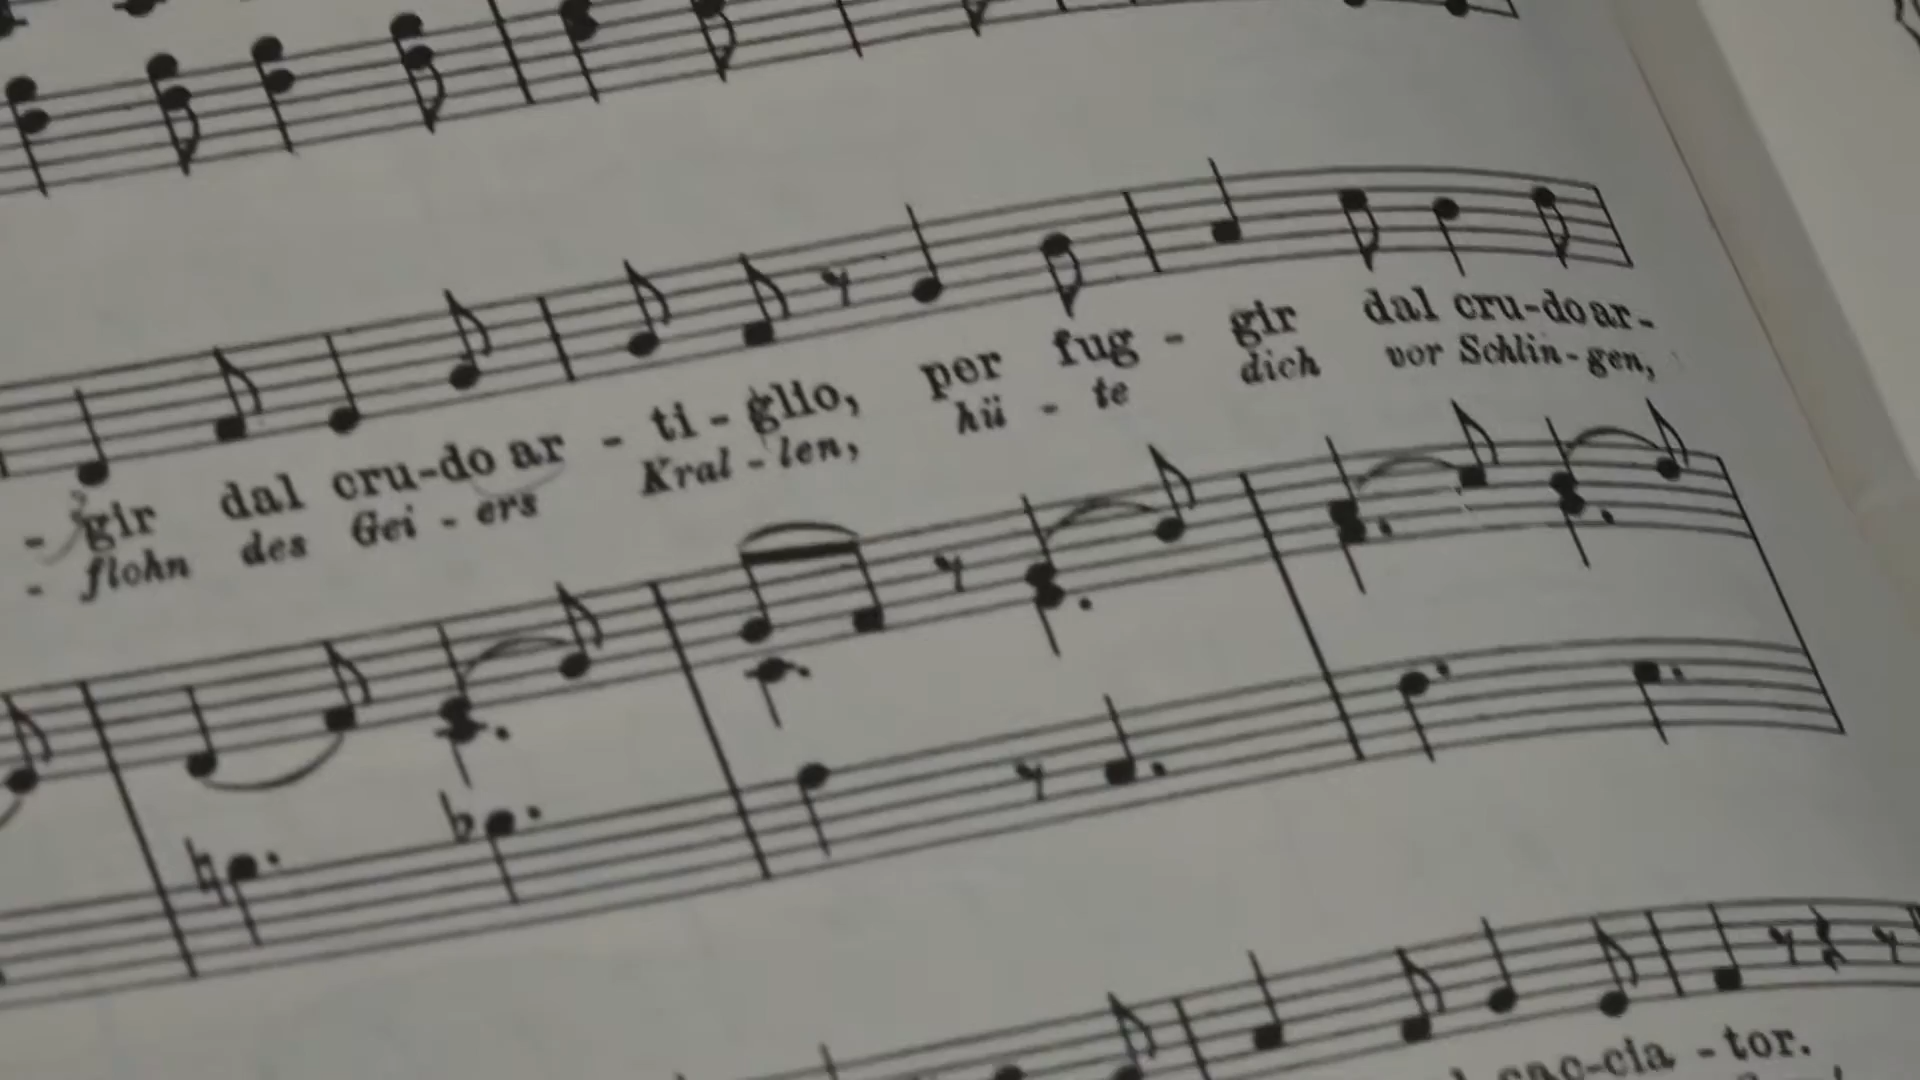 - gir dal cru-do ar - ti - glio, per fug - gir dal cru-do ar-
- flohn des Gei - ers Kral - len, hü - te dich vor Schlin - gen,
cac-cia - tor.